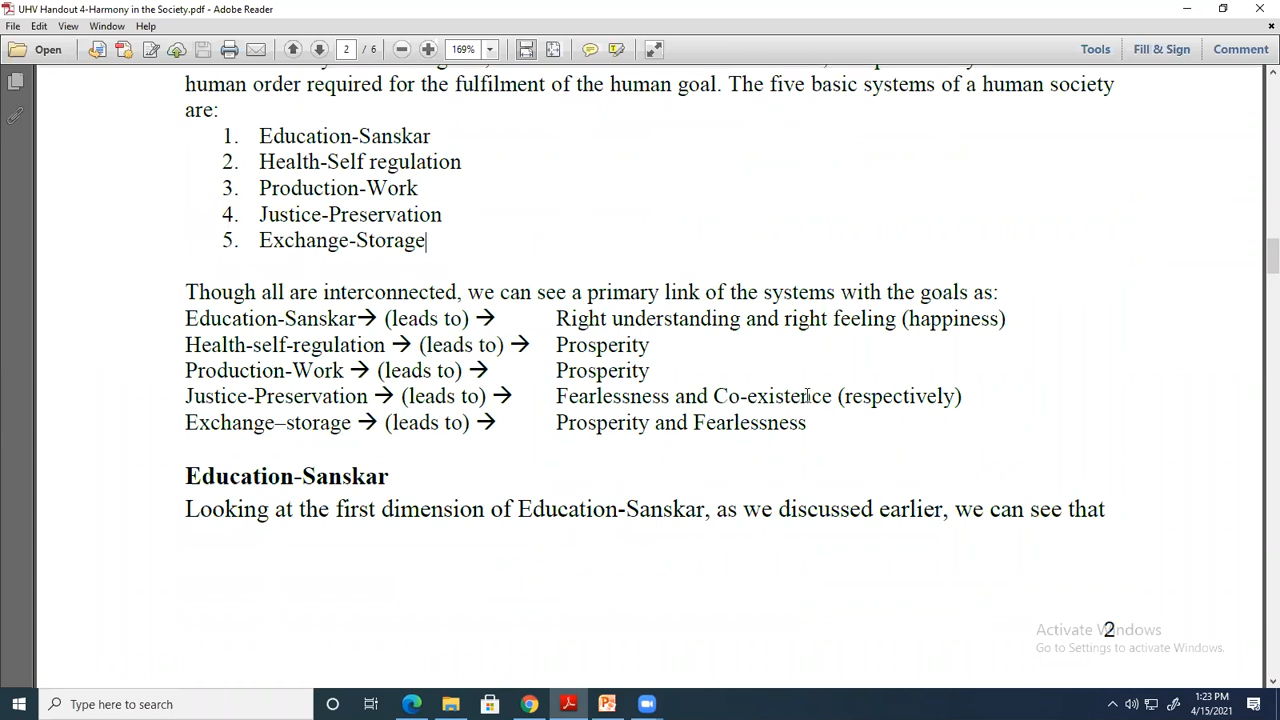 UHV Handout 4-Harmony in the Society.pdf - Adobe Reader
File Edit View Window Help
Open 2 / 6 169% Tools Fill & Sign Comment
human order required for the fulfilment of the human goal. The five basic systems of a human society
are:
1. Education-Sanskar
2. Health-Self regulation
3. Production-Work
4. Justice-Preservation
5. Exchange-Storage
Though all are interconnected, we can see a primary link of the systems with the goals as:
Education-Sanskar→ (leads to) → Right understanding and right feeling (happiness)
Health-self-regulation → (leads to) → Prosperity
Production-Work → (leads to) → Prosperity
Justice-Preservation → (leads to) → Fearlessness and Co-existence (respectively)
Exchange–storage → (leads to) → Prosperity and Fearlessness
Education-Sanskar
Looking at the first dimension of Education-Sanskar, as we discussed earlier, we can see that
2
Activate Windows
Go to Settings to activate Windows.
Type here to search
1:23 PM
4/15/2021